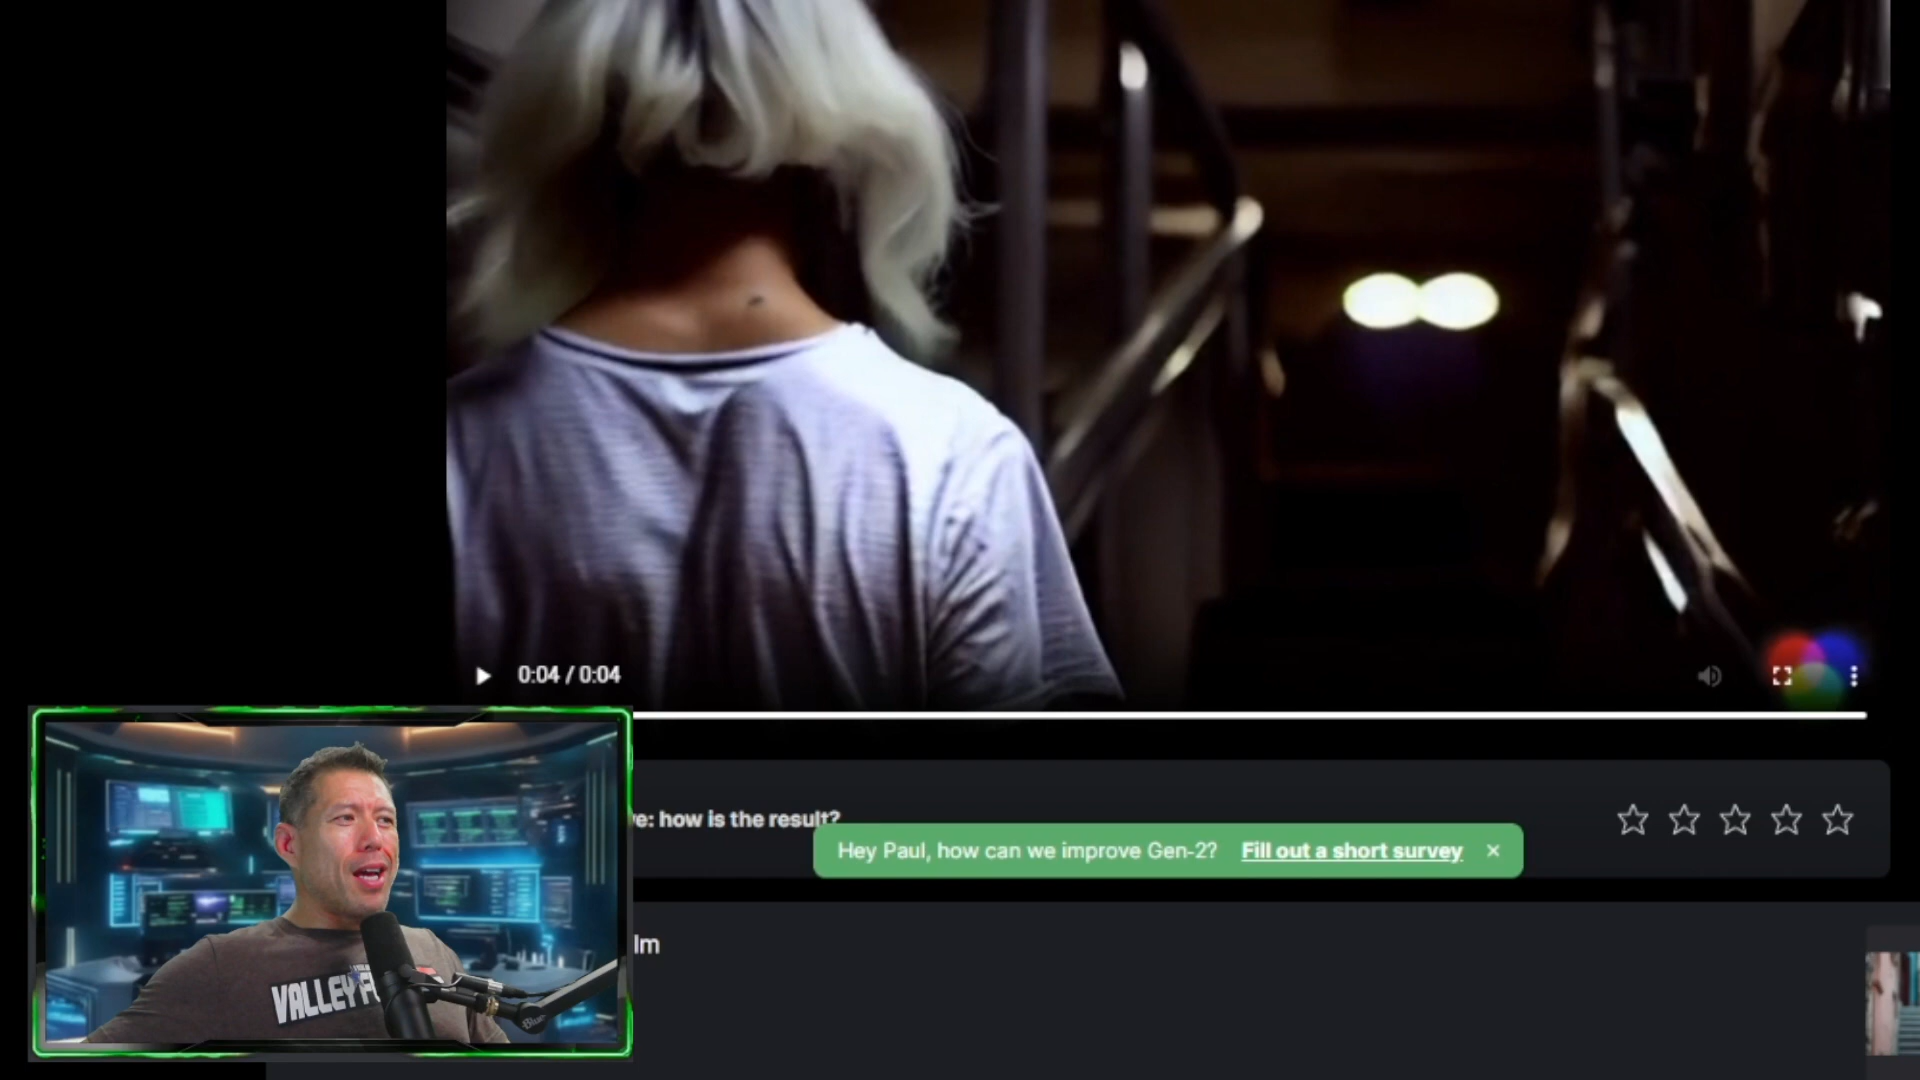 0:04 / 0:04
e: how is the result?
Hey Paul, how can we improve Gen-2? Fill out a short survey ×
lm
VALLEY